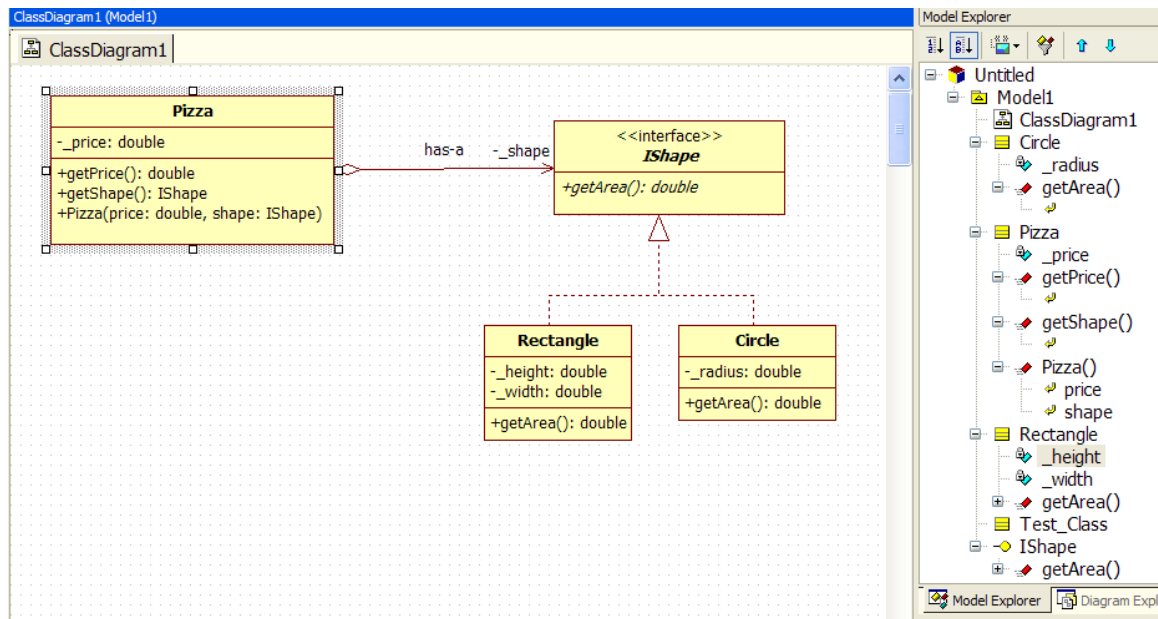 ClassDiagram1 (Model1)
ClassDiagram1
Pizza
-_price: double
+getPrice(): double
+getShape(): IShape
+Pizza(price: double, shape: IShape)
has-a
-_shape
<<interface>>
IShape
+getArea(): double
Rectangle
-_height: double
-_width: double
+getArea(): double
Circle
-_radius: double
+getArea(): double
Model Explorer
Untitled
Model1
ClassDiagram1
Circle
_radius
getArea()
Pizza
_price
getPrice()
getShape()
Pizza()
price
shape
Rectangle
_height
_width
getArea()
Test_Class
IShape
getArea()
Model Explorer
Diagram Expl